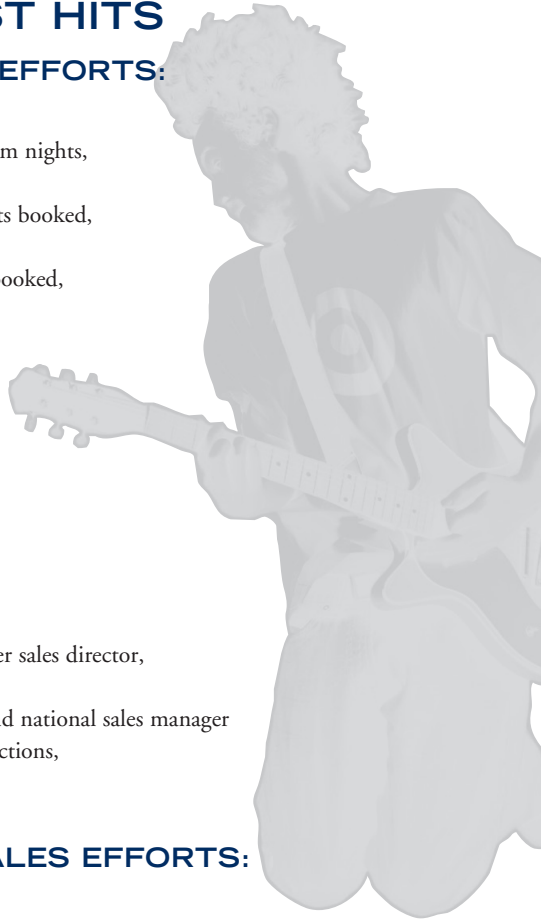 ST HITS
EFFORTS:
m nights,
ts booked,
ooked,
er sales director,
d national sales manager
ctions,
ALES EFFORTS: